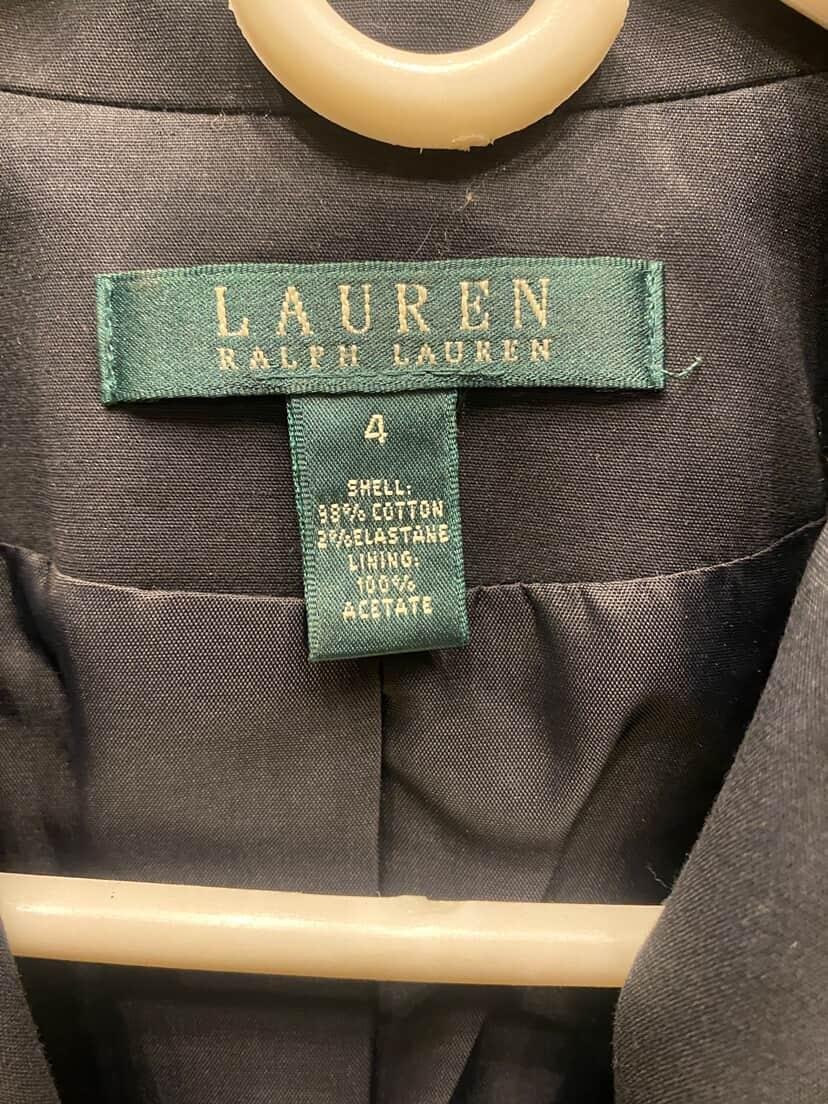 LAUREN
RALPH LAUREN
4
SHELL:
98% COTTON
2% ELASTANE
LINING:
100%
ACETATE